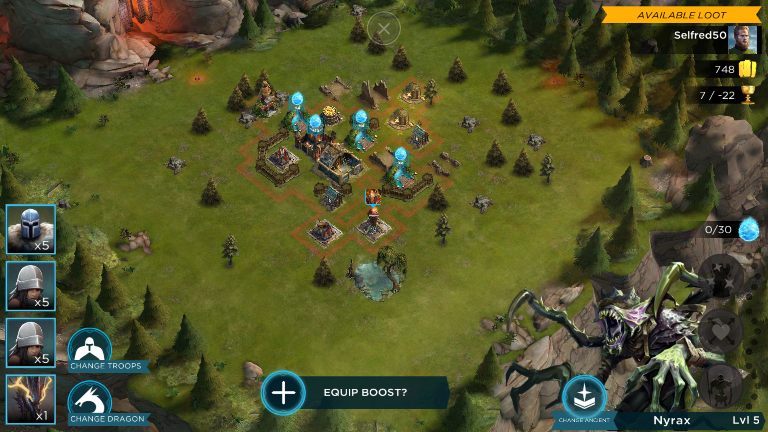 AVAILABLE LOOT
Selfred50
748
7 / -22
0/30
x5
x5
x5
x1
CHANGE TROOPS
CHANGE DRAGON
EQUIP BOOST?
CHANGE ANCIENT
Nyrax Lvl 5